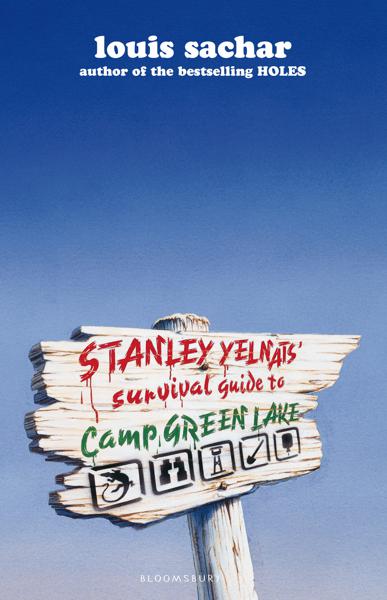 louis sachar
author of the bestselling HOLES
STANLEY YELNATS'
survival guide to
Camp GREEN LAKE
BLOOMSBURY